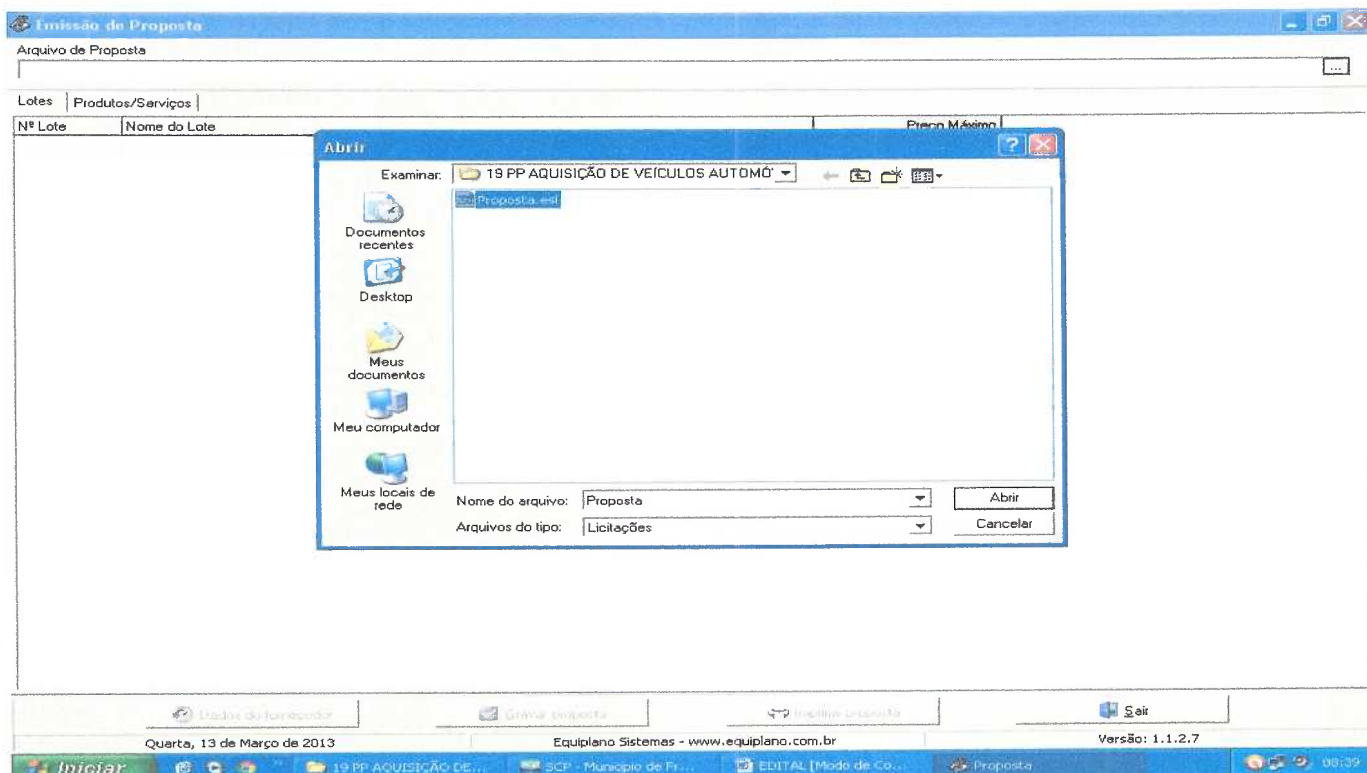 Emissão de Proposta
Arquivo de Proposta
...
Lotes Produtos/Serviços
Nº Lote Nome do Lote Preço Máximo
Abrir
Examinar: 19 PP AQUISIÇÃO DE VEÍCULOS AUTOMÓ
Proposta.esl
Documentos
recentes
Desktop
Meus
documentos
Meu computador
Meus locais de
rede
Nome do arquivo: Proposta Abrir
Arquivos do tipo: Licitações Cancelar
Dados do fornecedor Gravar proposta Imprimir proposta Sair
Quarta, 13 de Março de 2013 Equiplano Sistemas - www.equiplano.com.br Versão: 1.1.2.7
Iniciar 19 PP AQUISIÇÃO DE... SCP - Município de Fr... EDITAL [Modo de Co... Proposta 08:39